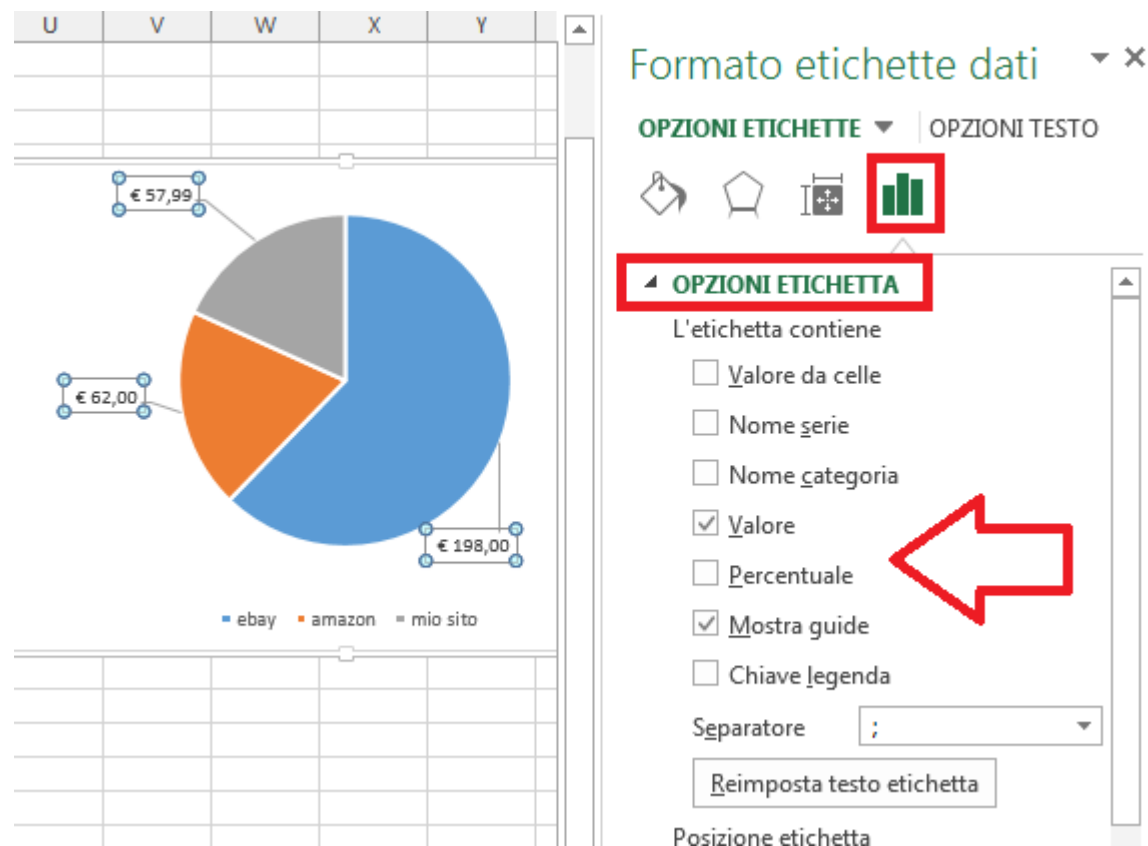 U V W X Y
Formato etichette dati
OPZIONI ETICHETTE OPZIONI TESTO
€ 57,99
€ 62,00
€ 198,00
ebay amazon mio sito
OPZIONI ETICHETTA
L'etichetta contiene
Valore da celle
Nome serie
Nome categoria
Valore
Percentuale
Mostra guide
Chiave legenda
Separatore ;
Reimposta testo etichetta
Posizione etichetta